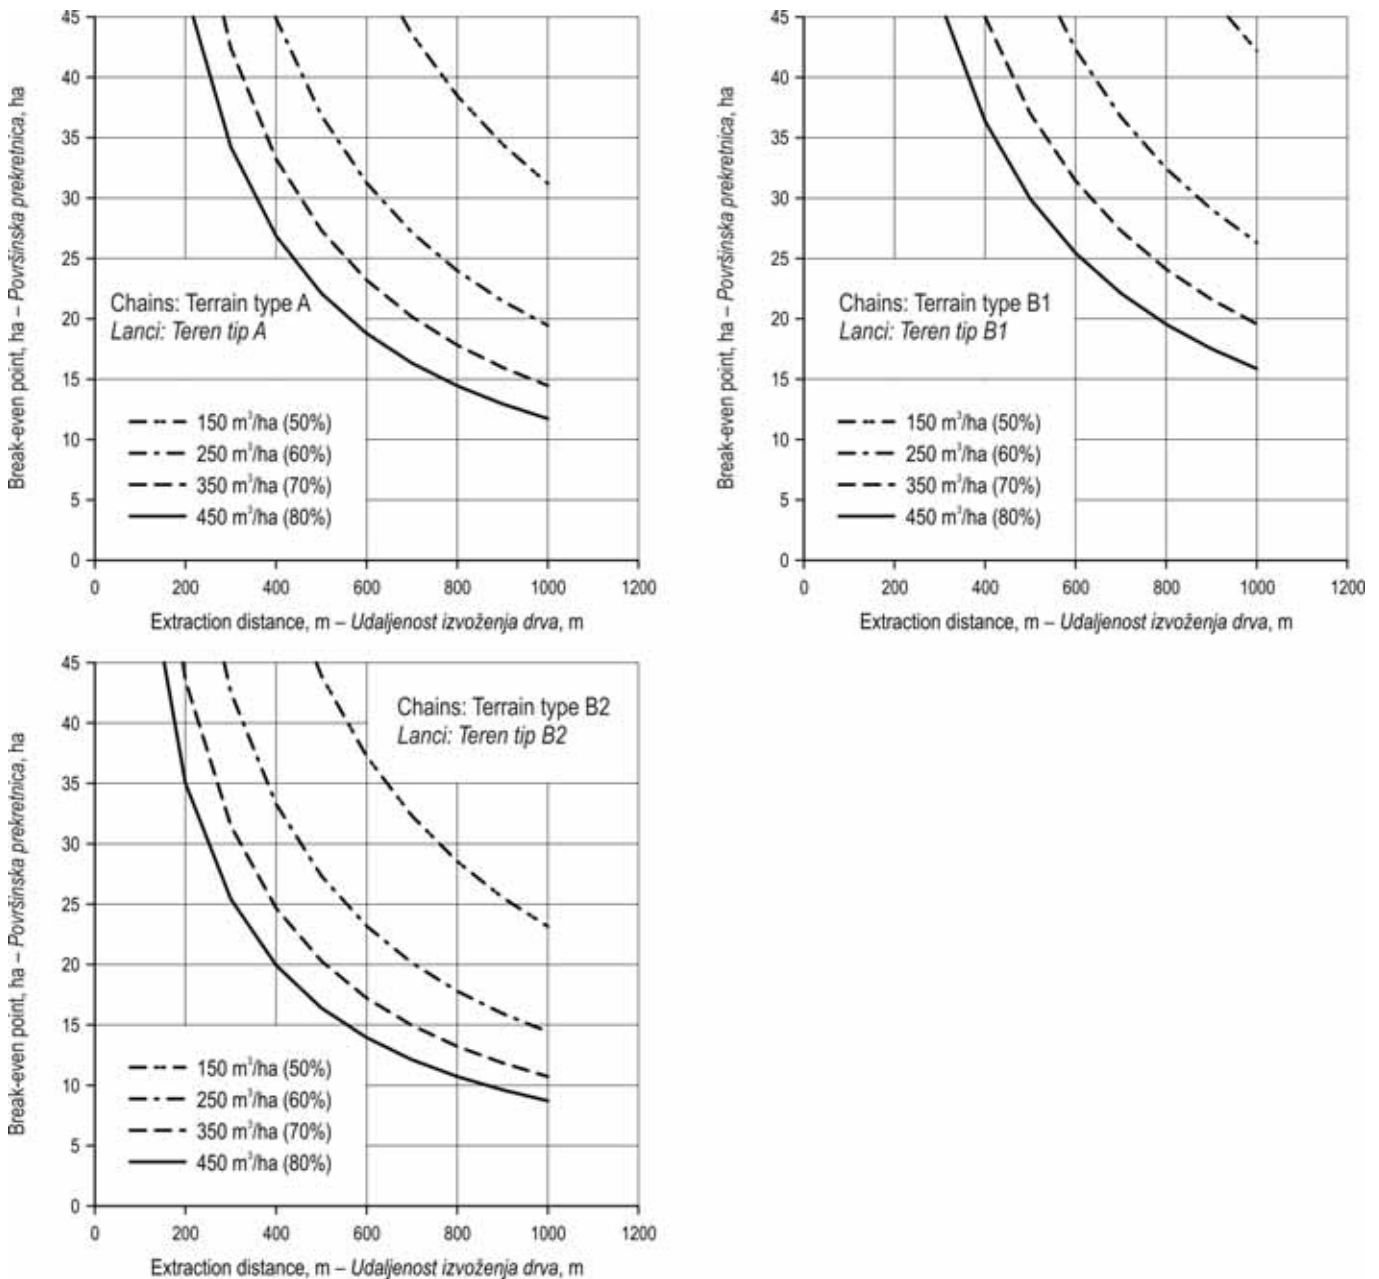 45
40
35
30
25
20
15
10
5
0
Break-even point, ha – Površinska prekretnica, ha
Chains: Terrain type A
Lanci: Teren tip A
150 m³/ha (50%)
250 m³/ha (60%)
350 m³/ha (70%)
450 m³/ha (80%)
0 200 400 600 800 1000 1200
Extraction distance, m – Udaljenost izvoženja drva, m
45
40
35
30
25
20
15
10
5
0
Break-even point, ha – Površinska prekretnica, ha
Chains: Terrain type B1
Lanci: Teren tip B1
150 m³/ha (50%)
250 m³/ha (60%)
350 m³/ha (70%)
450 m³/ha (80%)
0 200 400 600 800 1000 1200
Extraction distance, m – Udaljenost izvoženja drva, m
45
40
35
30
25
20
15
10
5
0
Break-even point, ha – Površinska prekretnica, ha
Chains: Terrain type B2
Lanci: Teren tip B2
150 m³/ha (50%)
250 m³/ha (60%)
350 m³/ha (70%)
450 m³/ha (80%)
0 200 400 600 800 1000 1200
Extraction distance, m – Udaljenost izvoženja drva, m